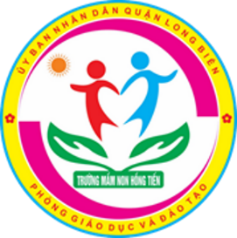 ỦY BAN NHÂN DÂN QUẬN LONG BIÊN
TRƯỜNG MẦM NON HỒNG TIẾN
PHÒNG GIÁO DỤC VÀ ĐÀO TẠO